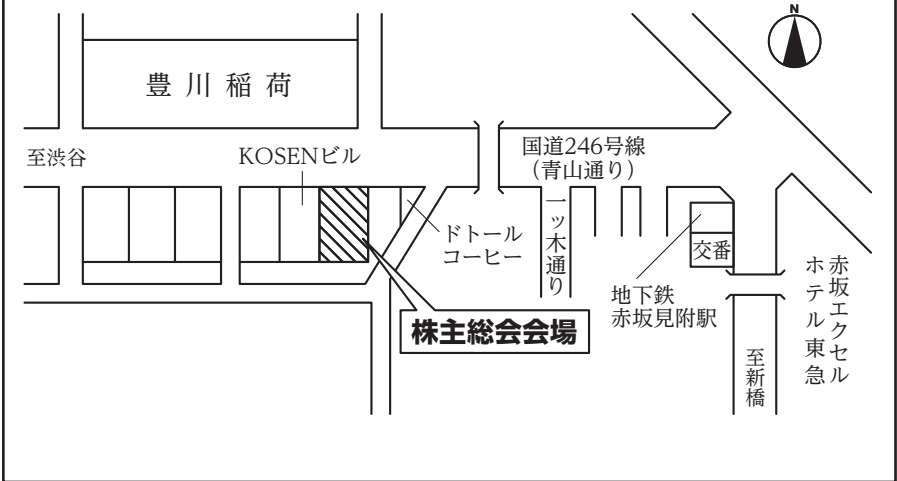 N
豊川稲荷
至渋谷
KOSENビル
国道246号線
（青山通り）
ドトール
コーヒー
一ッ木通り
交番
地下鉄
赤坂見附駅
赤坂エクセル
ホテル東急
株主総会会場
至新橋